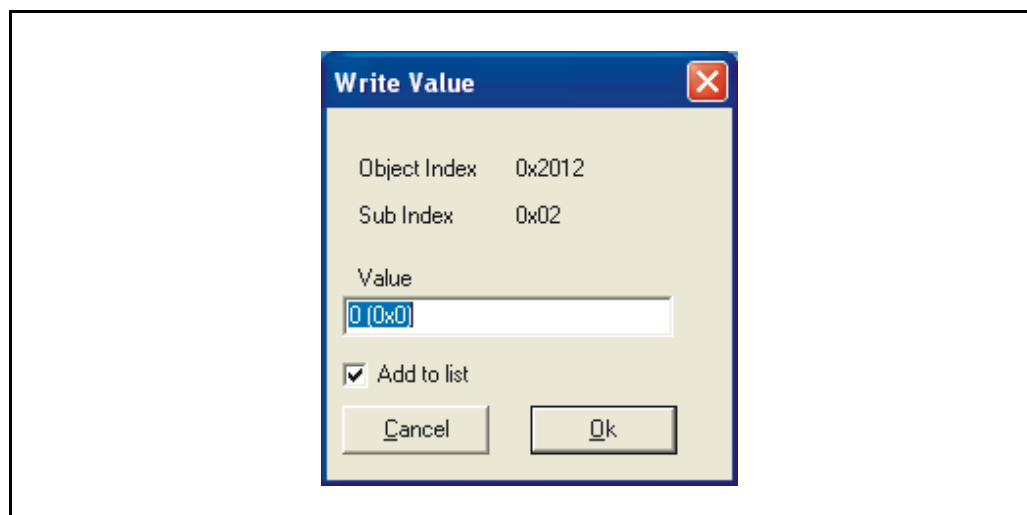 Write Value
Object Index 0x2012
Sub Index 0x02
Value
0 (0x0)
Add to list
Cancel Ok